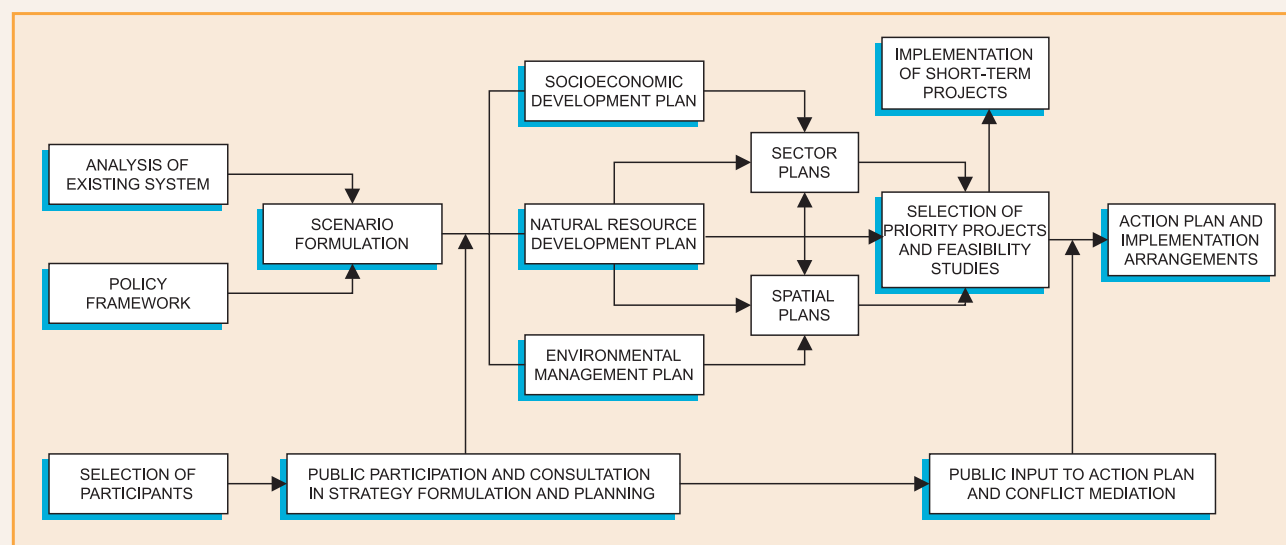 SOCIOECONOMIC
DEVELOPMENT PLAN
IMPLEMENTATION
OF SHORT-TERM
PROJECTS
ANALYSIS OF
EXISTING SYSTEM
SECTOR
PLANS
SCENARIO
FORMULATION
NATURAL RESOURCE
DEVELOPMENT PLAN
SELECTION OF
PRIORITY PROJECTS
AND FEASIBILITY
STUDIES
ACTION PLAN AND
IMPLEMENTATION
ARRANGEMENTS
POLICY
FRAMEWORK
SPATIAL
PLANS
ENVIRONMENTAL
MANAGEMENT PLAN
SELECTION OF
PARTICIPANTS
PUBLIC PARTICIPATION AND CONSULTATION
IN STRATEGY FORMULATION AND PLANNING
PUBLIC INPUT TO ACTION PLAN
AND CONFLICT MEDIATION